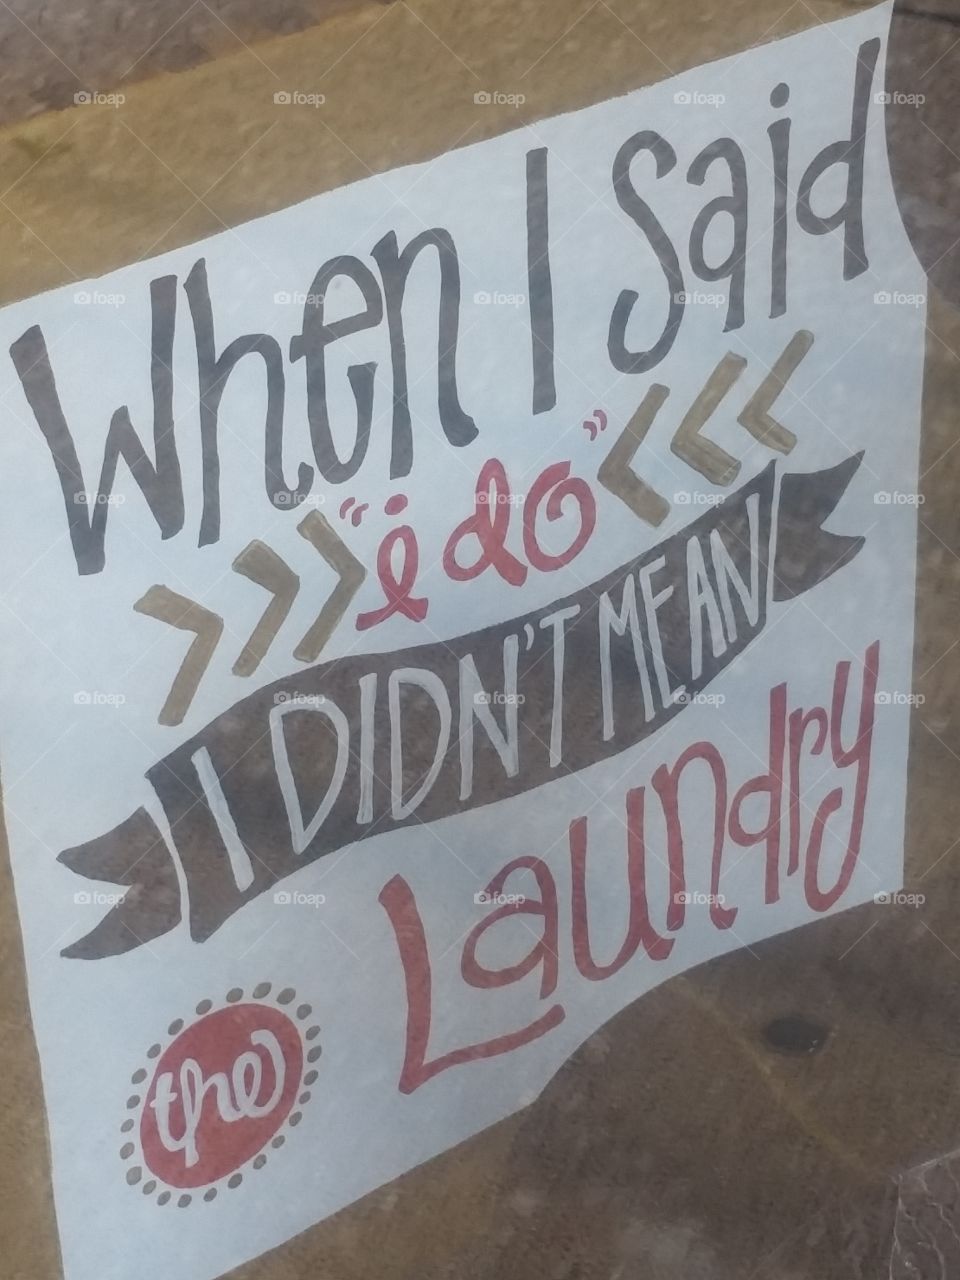 When I Said
"i do"
I DIDN'T MEAN
the Laundry